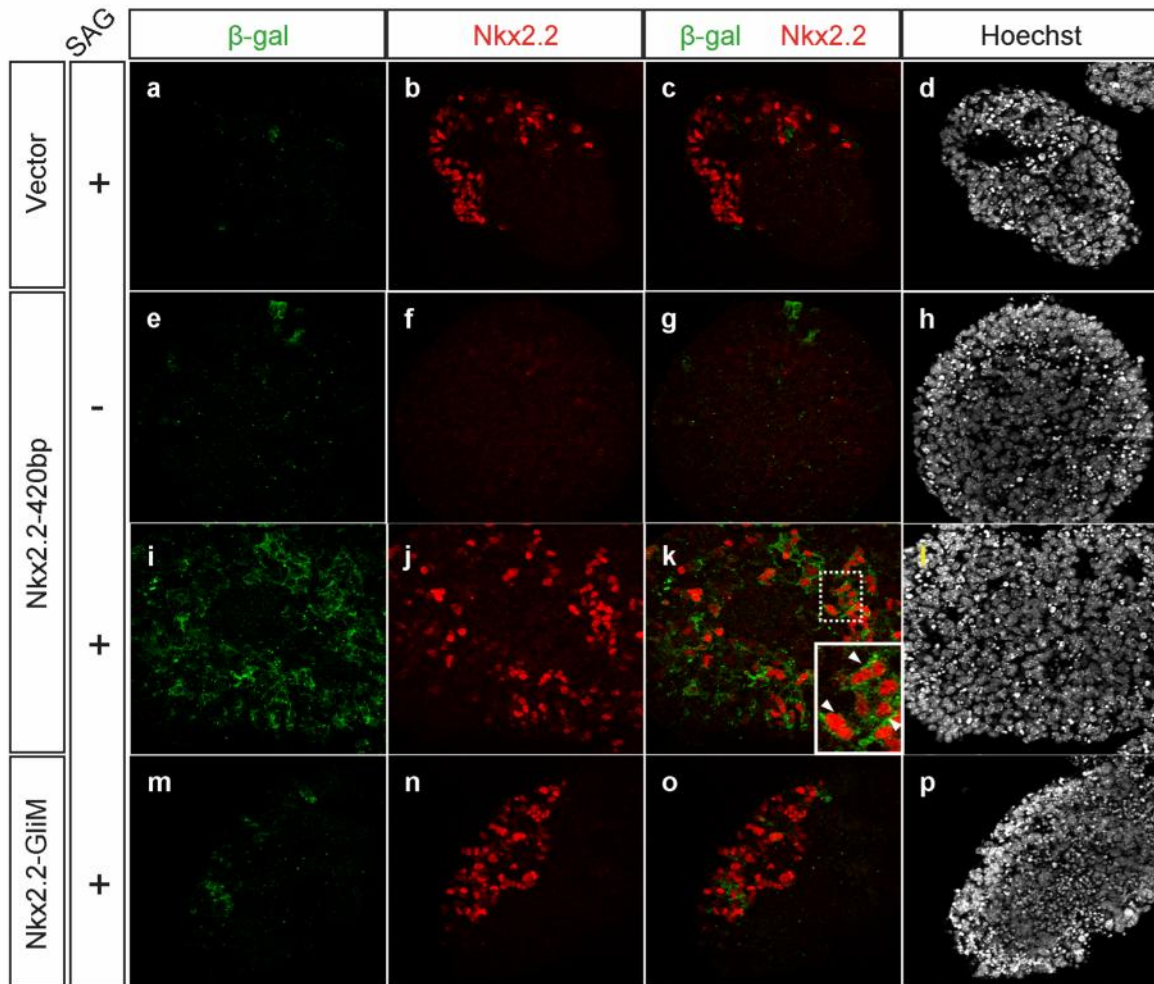 SAG
β-gal
Nkx2.2
β-gal Nkx2.2
Hoechst
Vector
+
a
b
c
d
Nkx2.2-420bp
-
e
f
g
h
+
i
j
k
l
Nkx2.2-GliM
+
m
n
o
p